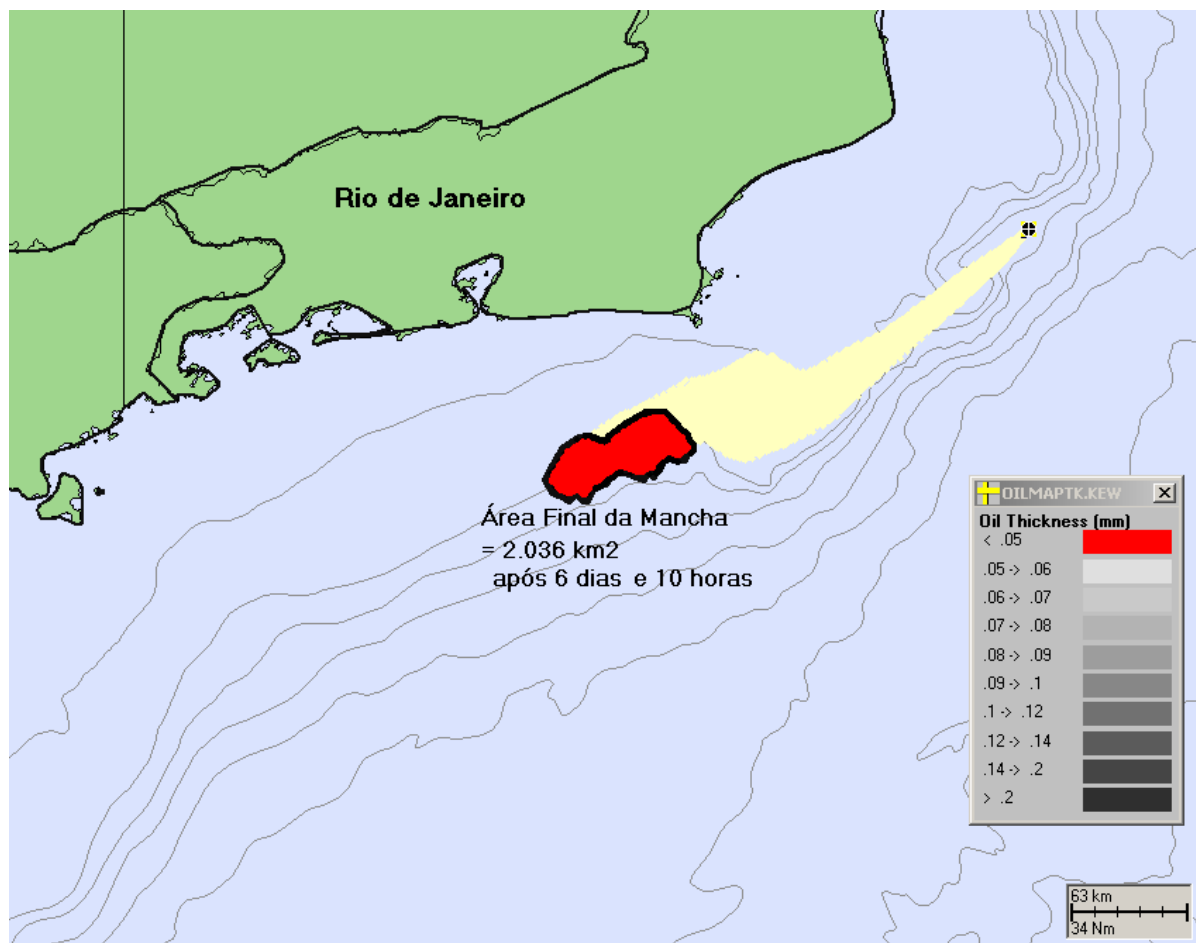 Rio de Janeiro
Área Final da Mancha
= 2.036 km2
após 6 dias e 10 horas
OILMAPTK.KEW
Oil Thickness (mm)
< .05
.05 -> .06
.06 -> .07
.07 -> .08
.08 -> .09
.09 -> .1
.1 -> .12
.12 -> .14
.14 -> .2
> .2
63 km
34 Nm